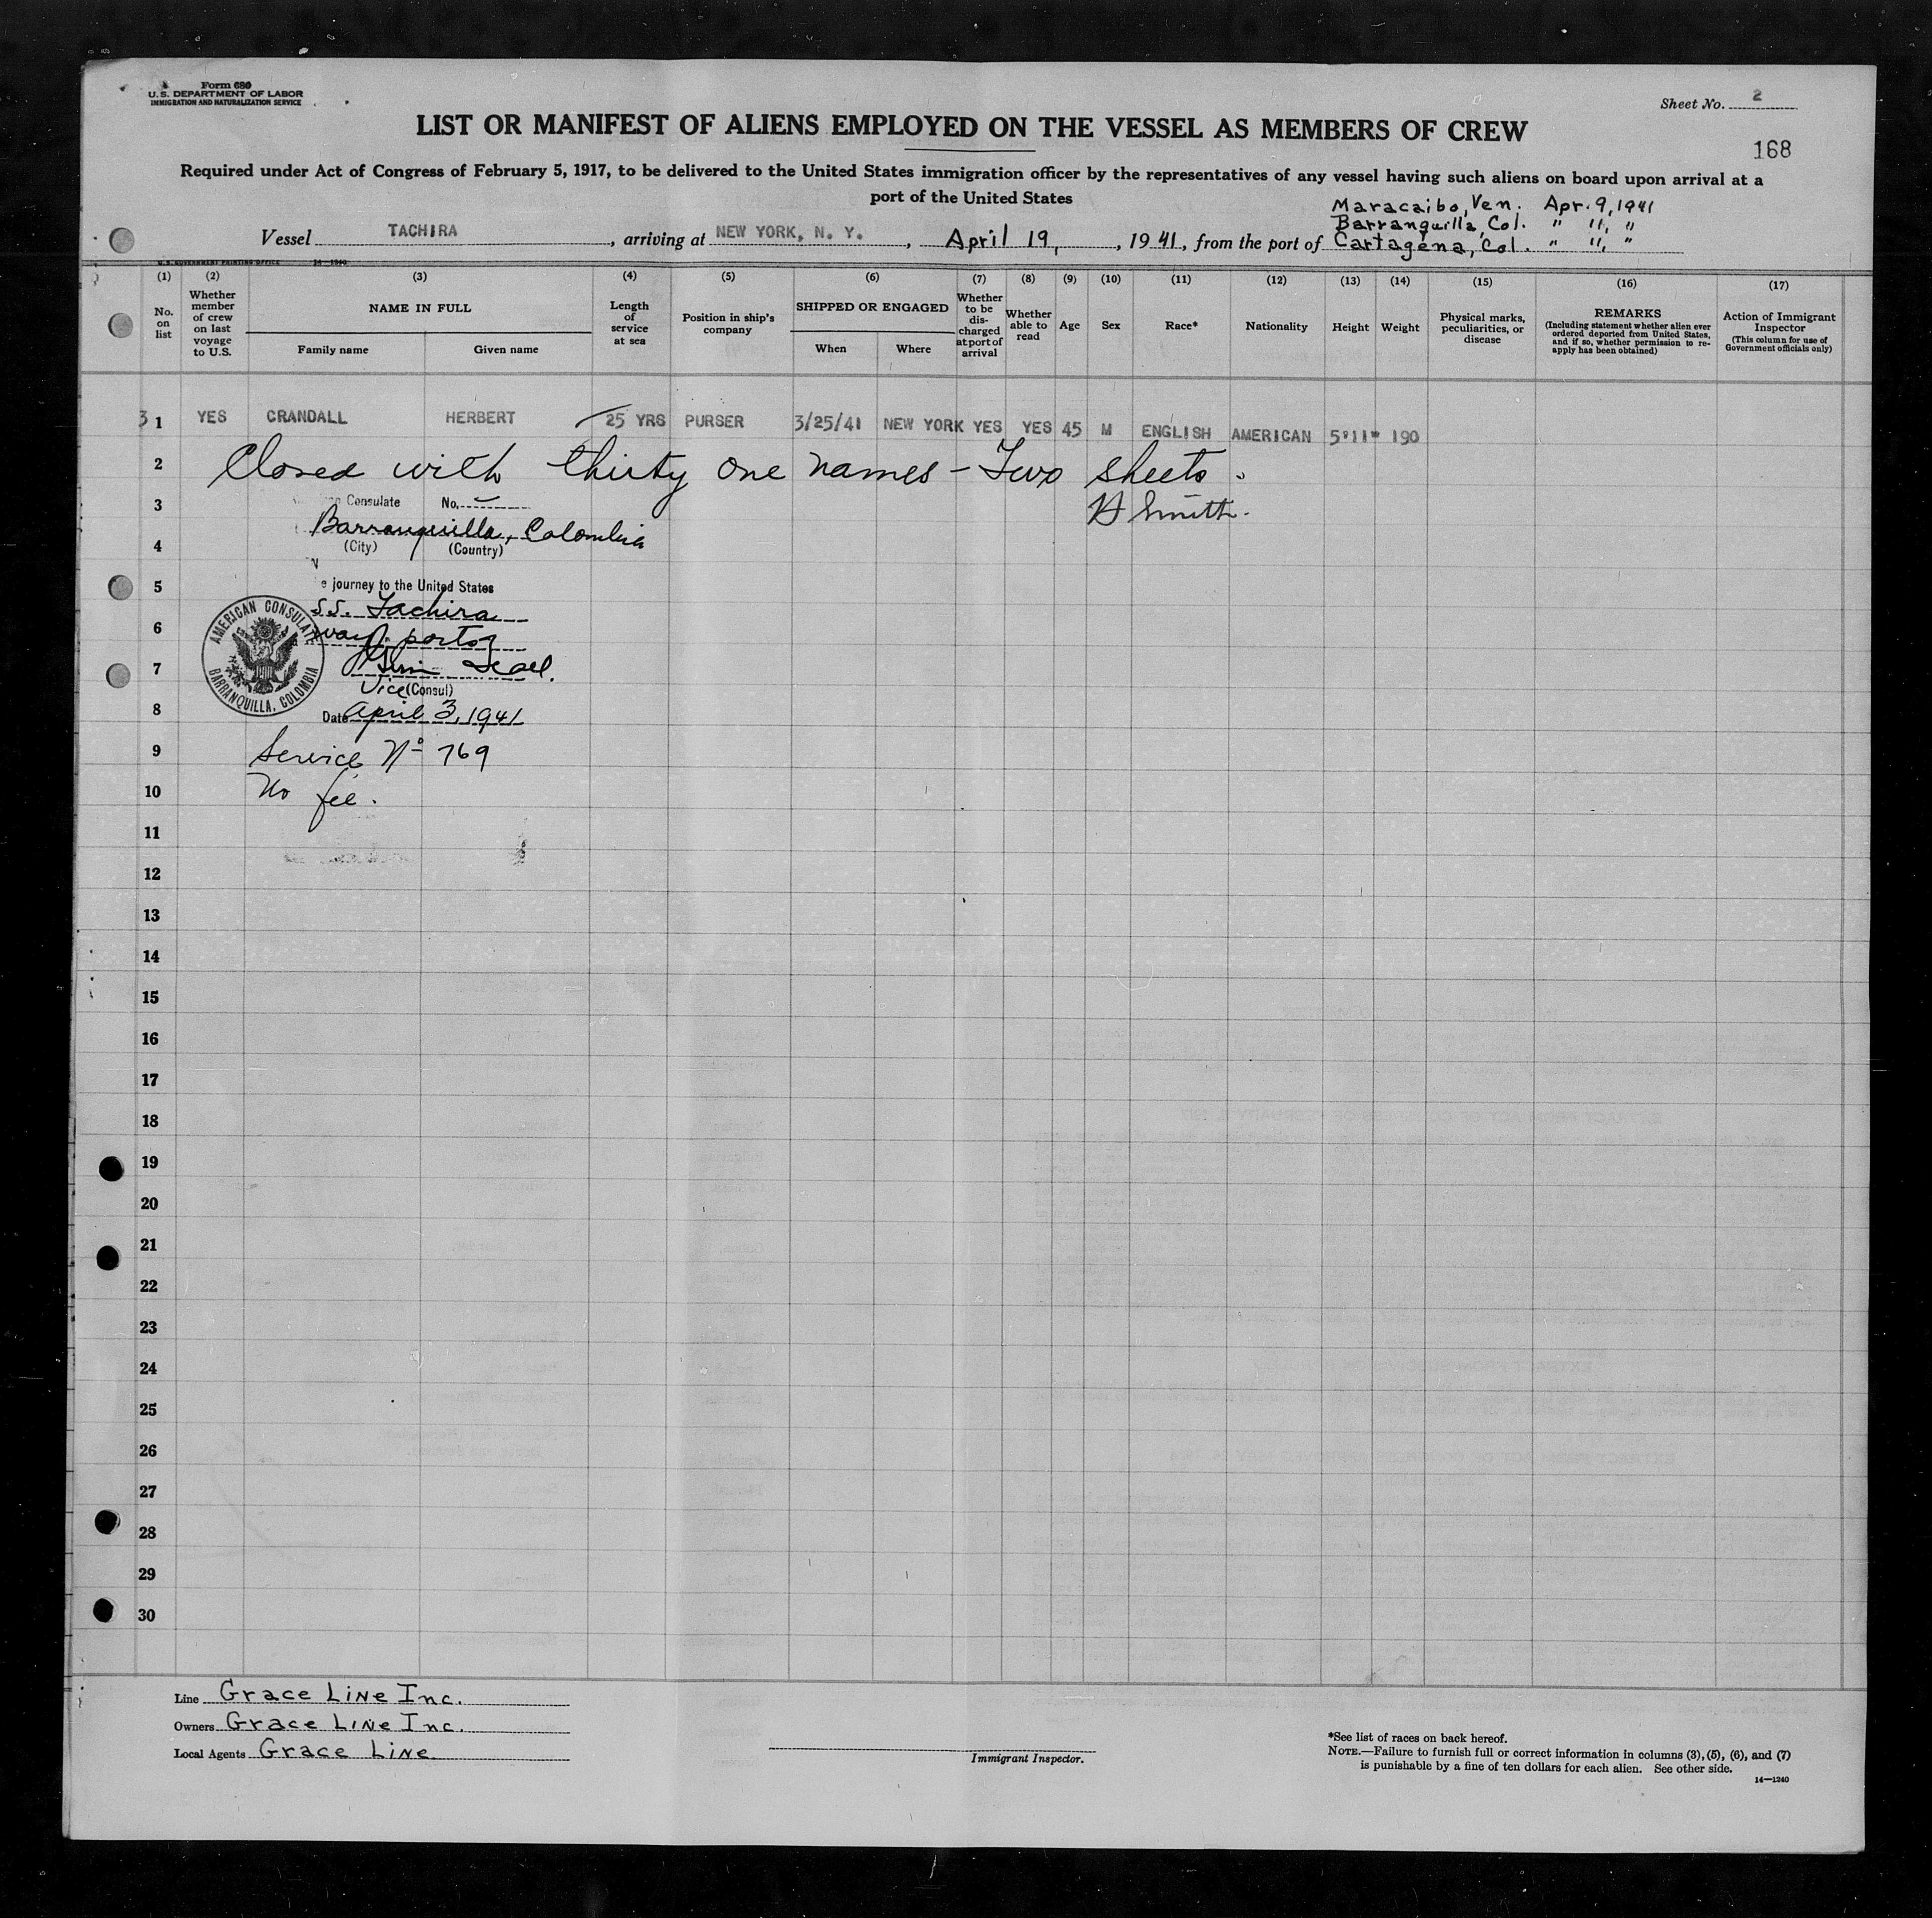 Form 680
U.S. DEPARTMENT OF LABOR
IMMIGRATION AND NATURALIZATION SERVICE
Sheet No. 2
LIST OR MANIFEST OF ALIENS EMPLOYED ON THE VESSEL AS MEMBERS OF CREW
168
Required under Act of Congress of February 5, 1917, to be delivered to the United States immigration officer by the representatives of any vessel having such aliens on board upon arrival at a
port of the United States
Maracaibo, Ven. Apr. 9, 1941
Barranquilla, Col. " 11, "
Vessel TACHIRA, arriving at NEW YORK, N. Y., April 19, 1941, from the port of Cartagena, Col. " 11, "
U. S. GOVERNMENT PRINTING OFFICE 14-1240
(1) (2) (3) (4) (5) (6) (7) (8) (9) (10) (11) (12) (13) (14) (15) (16) (17)
No. on list
Whether member of crew on last voyage to U.S.
NAME IN FULL
Family name
Given name
Length of service at sea
Position in ship's company
SHIPPED OR ENGAGED
When
Where
Whether to be discharged at port of arrival
Whether able to read
Age
Sex
Race*
Nationality
Height
Weight
Physical marks, peculiarities, or disease
REMARKS
(Including statement whether alien ever ordered deported from United States, and if so, whether permission to re-apply has been obtained)
Action of Immigrant Inspector
(This column for use of Government officials only)
3 1 YES CRANDALL HERBERT 25 YRS PURSER 3/25/41 NEW YORK YES YES 45 M ENGLISH AMERICAN 5'11" 190
2 Closed with thirty one names - Two sheets.
3 Consulate No.
H Smith.
Barranquilla, Colombia
4 (City) (Country)
5 e journey to the United States
S.S. Tachira
6 way ports
7
Vice (Consul)
8 Date April 3, 1941
AMERICAN CONSULATE
BARRANQUILLA, COLOMBIA
9 Service No 769
10 No fee.
11
12
13
14
15
16
17
18
19
20
21
22
23
24
25
26
27
28
29
30
Line Grace Line Inc.
Owners Grace Line Inc.
Local Agents Grace Line
Immigrant Inspector.
*See list of races on back hereof.
NOTE.—Failure to furnish full or correct information in columns (3), (5), (6), and (7)
is punishable by a fine of ten dollars for each alien. See other side.
14—1240